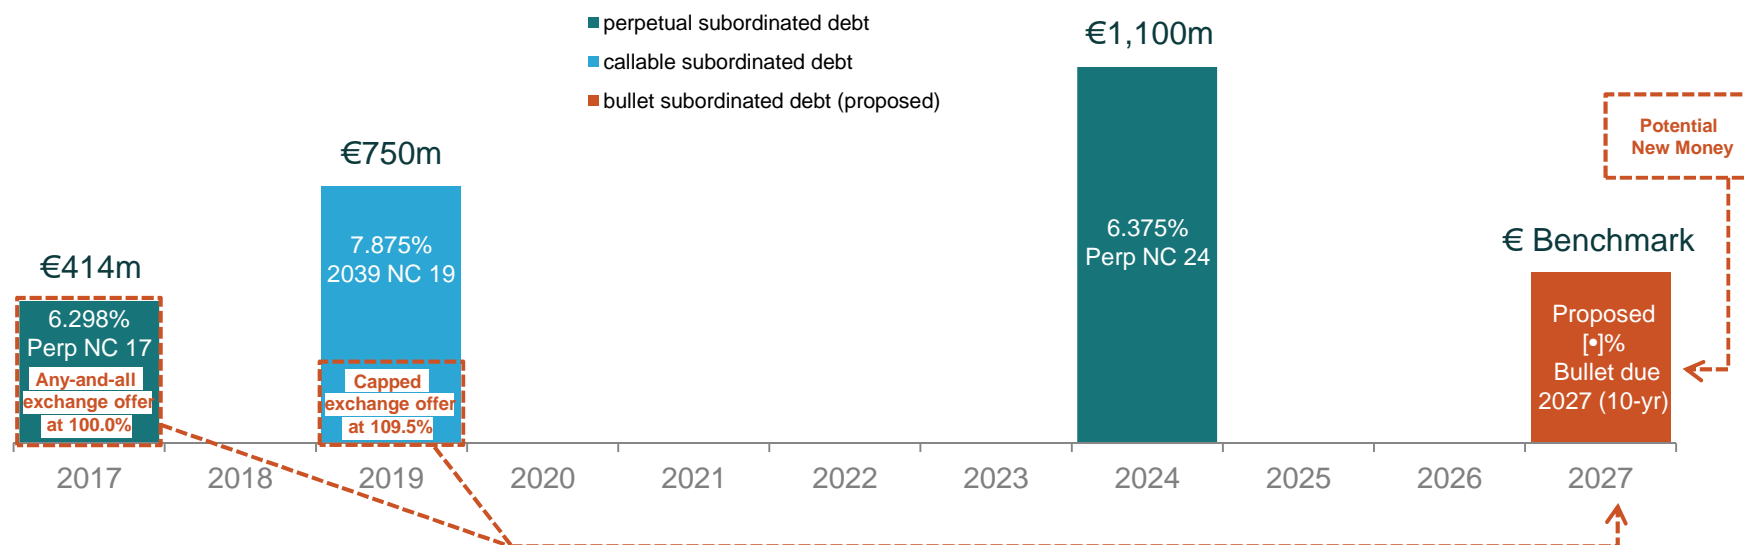 perpetual subordinated debt
callable subordinated debt
bullet subordinated debt (proposed)
€414m
6.298%
Perp NC 17
Any-and-all
exchange offer
at 100.0%
€750m
7.875%
2039 NC 19
Capped
exchange offer
at 109.5%
€1,100m
6.375%
Perp NC 24
Potential
New Money
€ Benchmark
Proposed
[•]%
Bullet due
2027 (10-yr)
2017 2018 2019 2020 2021 2022 2023 2024 2025 2026 2027